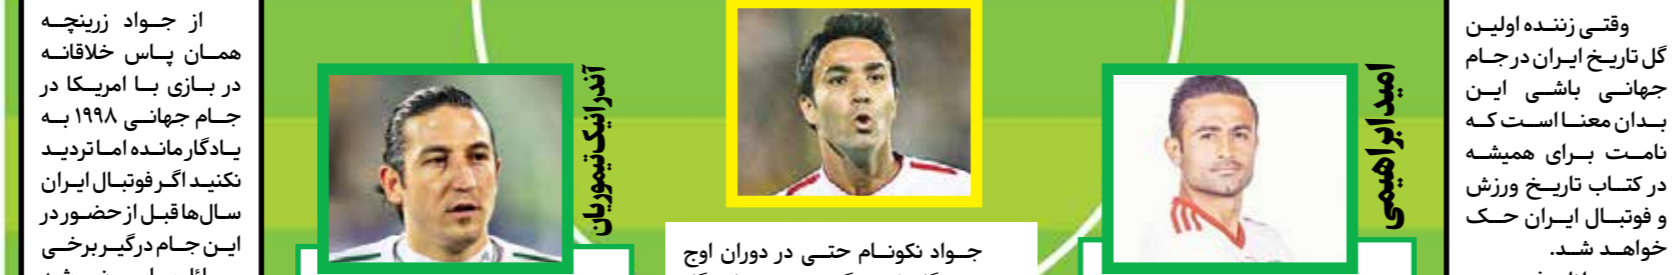 وقتی زننده اولین
گل تاریخ ایران در جام
جهانی باشی این
بدان معنا است که
نامت برای همیشه
در کتاب تاریخ ورزش
و فوتبال ایران حک
خواهد شد.
امید ابراهیمی
جواد نکونام حتی در دوران اوج
آندرانیک تیموریان
از جواد زرینچه
همان پاس خلاقانه
در بازی با امریکا در
جام جهانی ۱۹۹۸ به
یادگار مانده اما تردید
نکنید اگر فوتبال ایران
سال‌ها قبل از حضور در
این جام درگیر برخی